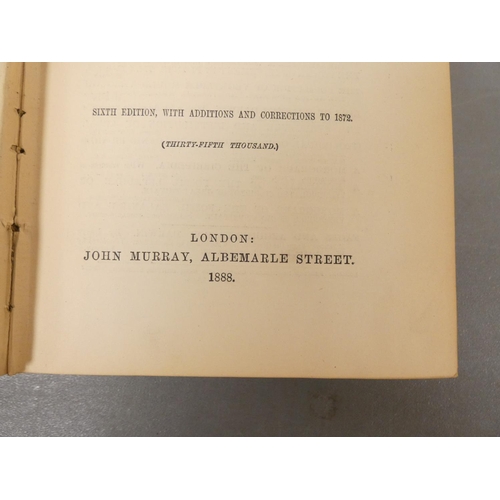 SIXTH EDITION, WITH ADDITIONS AND CORRECTIONS TO 1872.
(THIRTY-FIFTH THOUSAND.)
LONDON:
JOHN MURRAY, ALBEMARLE STREET.
1888.